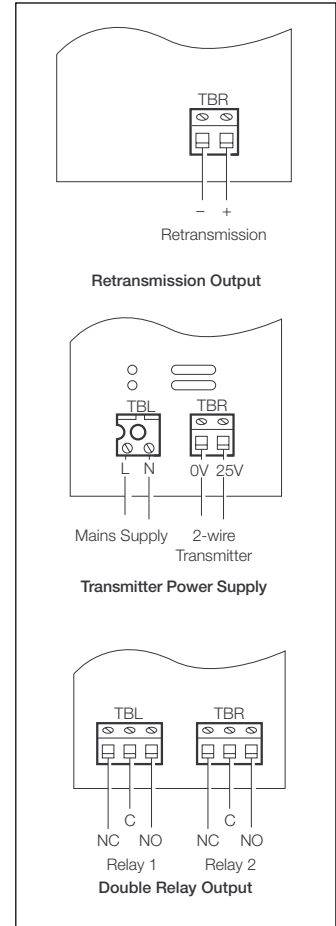 TBR
– +
Retransmission
Retransmission Output
TBL TBR
L N 0V 25V
Mains Supply 2-wire
Transmitter
Transmitter Power Supply
TBL TBR
C C
NC NO NC NO
Relay 1 Relay 2
Double Relay Output